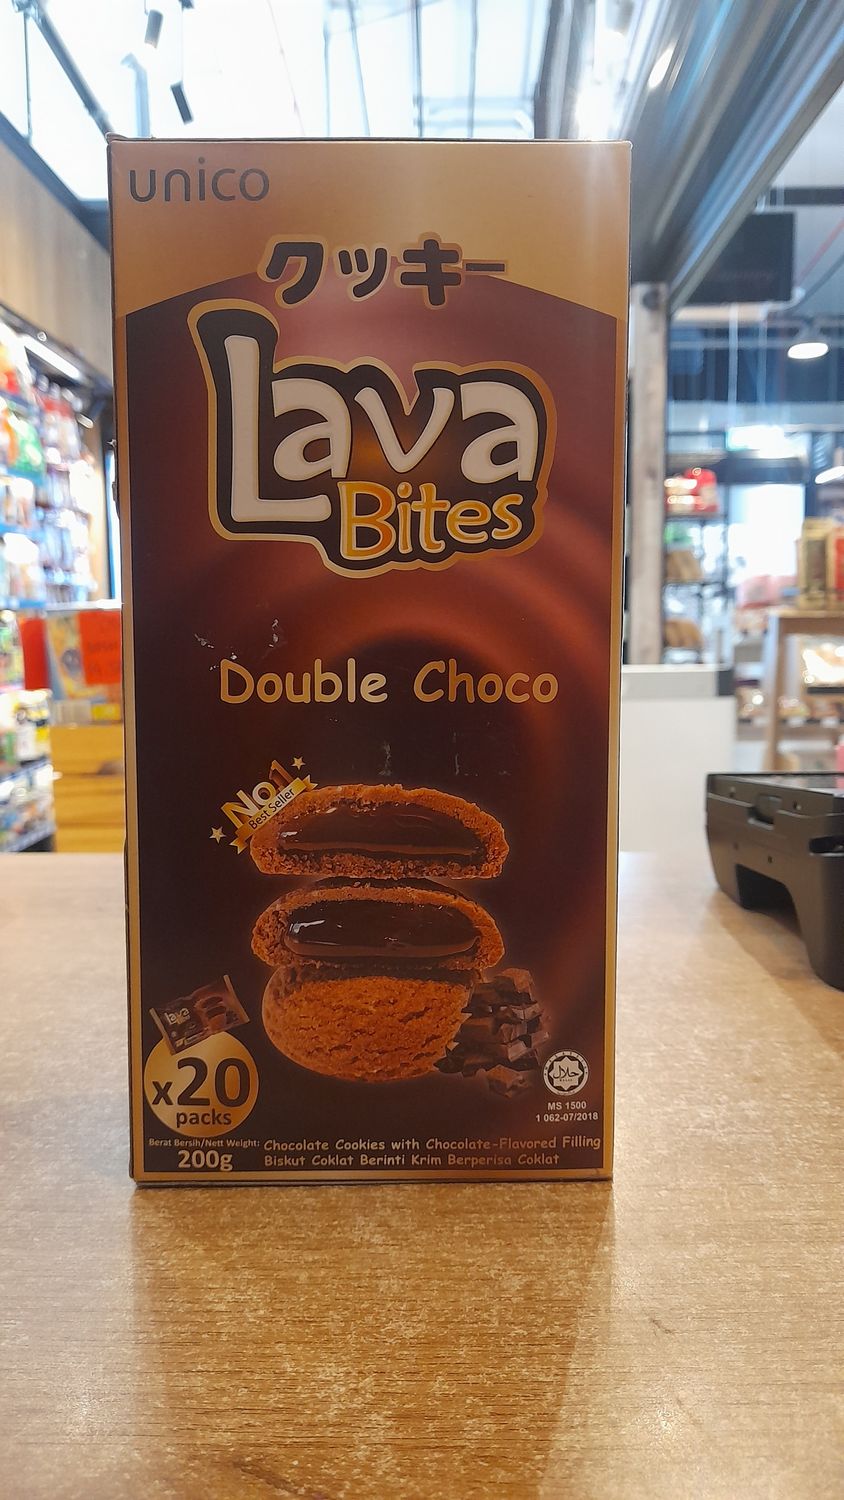 unico
クッキー
Lava
Bites
Double Choco
No1
Best Seller
Lava
x20
packs
Berat Bersih/Nett Weight:
200g
Chocolate Cookies with Chocolate-Flavored Filling
Biskut Coklat Berinti Krim Berperisa Coklat
حلال
MS 1500
1 062-07/2018